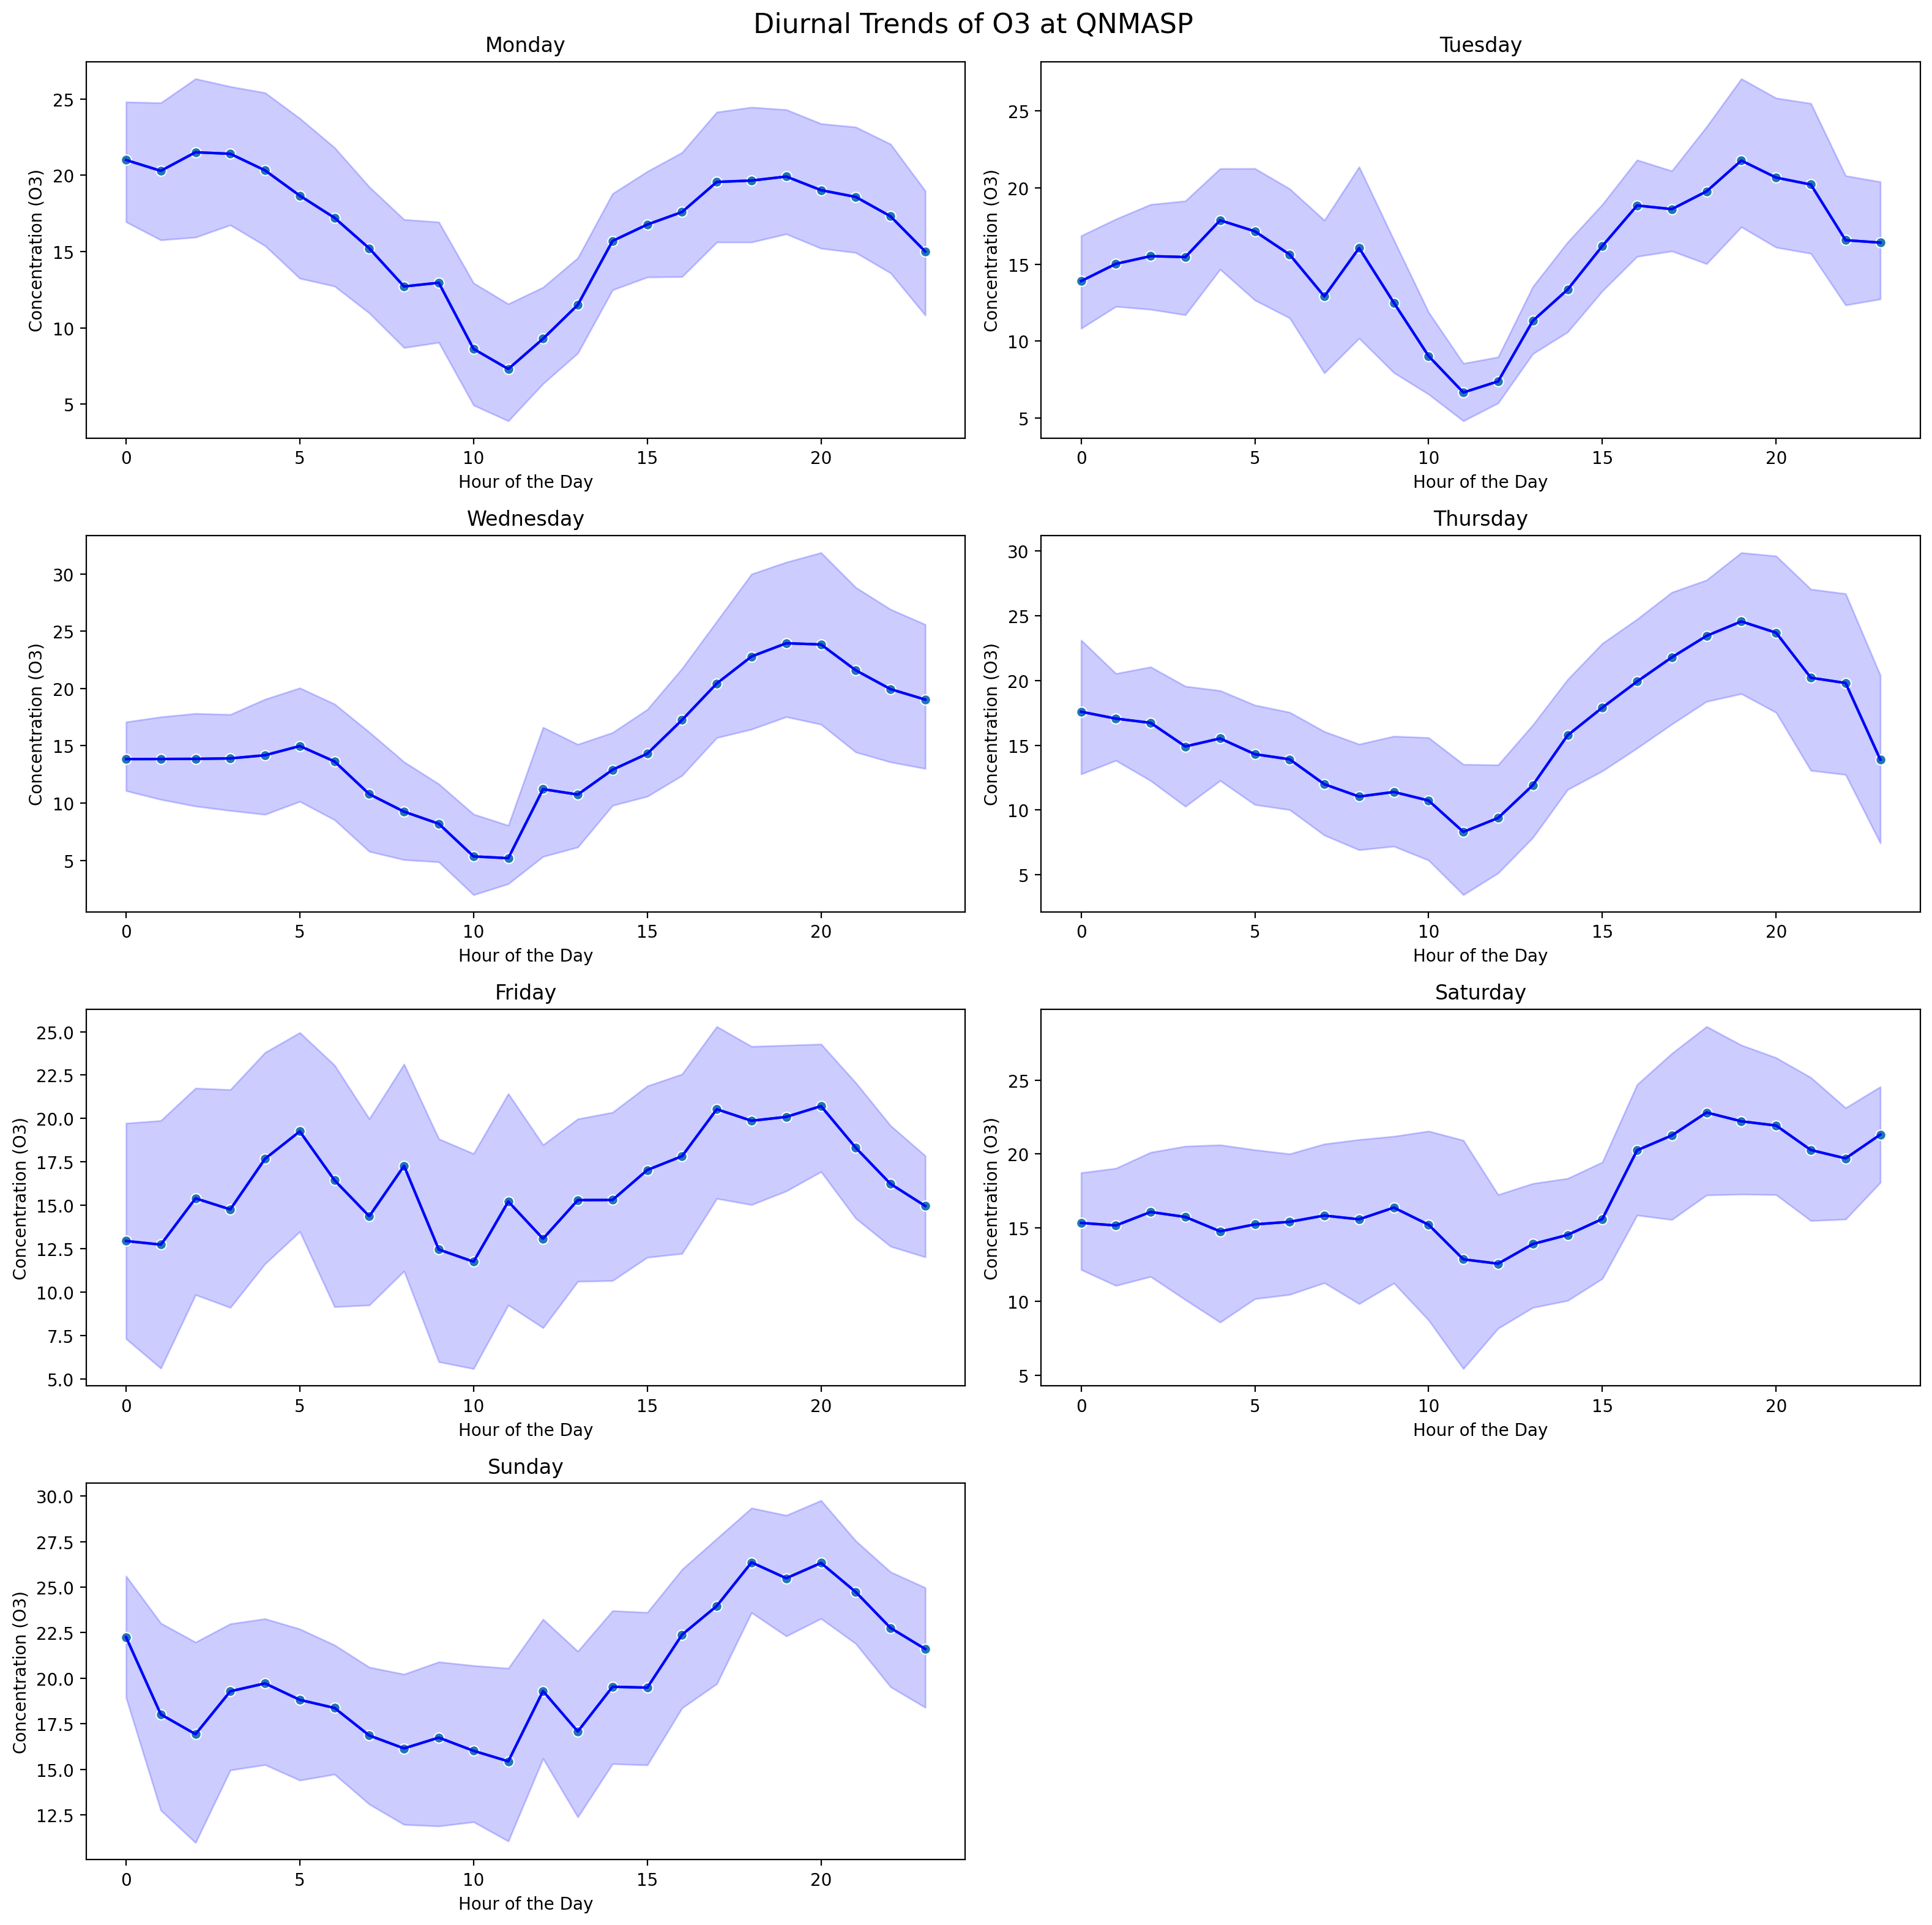 Diurnal Trends of O3 at QNMASP
Monday
Concentration (O3)
25
20
15
10
5
0 5 10 15 20
Hour of the Day
Tuesday
Concentration (O3)
25
20
15
10
5
0 5 10 15 20
Hour of the Day
Wednesday
Concentration (O3)
30
25
20
15
10
5
0 5 10 15 20
Hour of the Day
Thursday
Concentration (O3)
30
25
20
15
10
5
0 5 10 15 20
Hour of the Day
Friday
Concentration (O3)
25.0
22.5
20.0
17.5
15.0
12.5
10.0
7.5
5.0
0 5 10 15 20
Hour of the Day
Saturday
Concentration (O3)
25
20
15
10
5
0 5 10 15 20
Hour of the Day
Sunday
Concentration (O3)
30.0
27.5
25.0
22.5
20.0
17.5
15.0
12.5
0 5 10 15 20
Hour of the Day